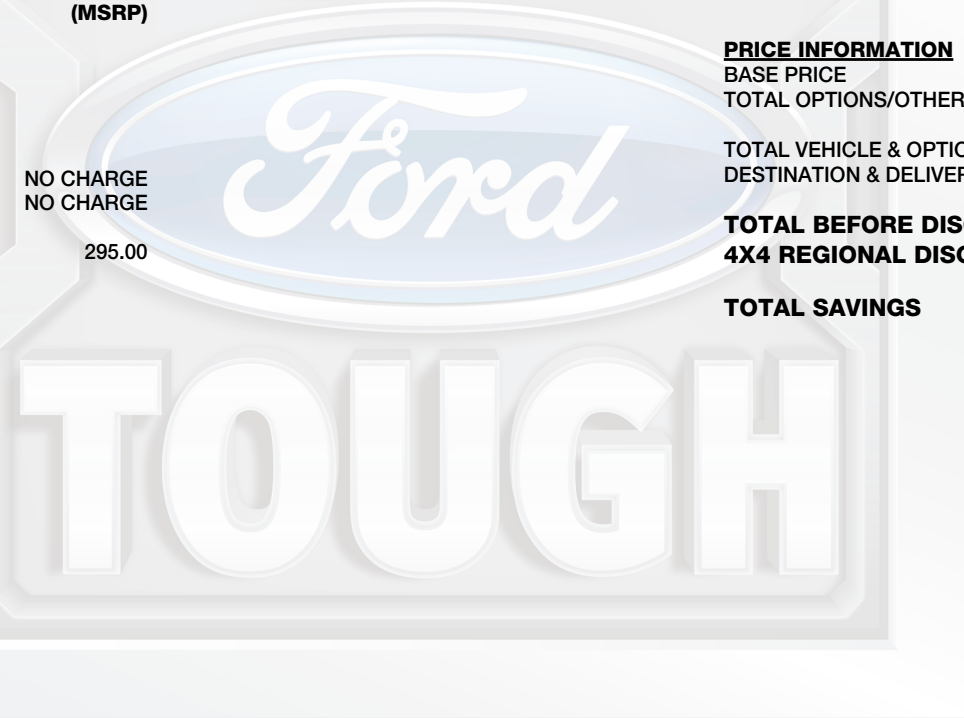 (MSRP)
NO CHARGE
NO CHARGE
295.00
PRICE INFORMATION
BASE PRICE
TOTAL OPTIONS/OTHER
TOTAL VEHICLE & OPTIO
DESTINATION & DELIVER
TOTAL BEFORE DIS
4X4 REGIONAL DISC
TOTAL SAVINGS
Ford
TOUGH